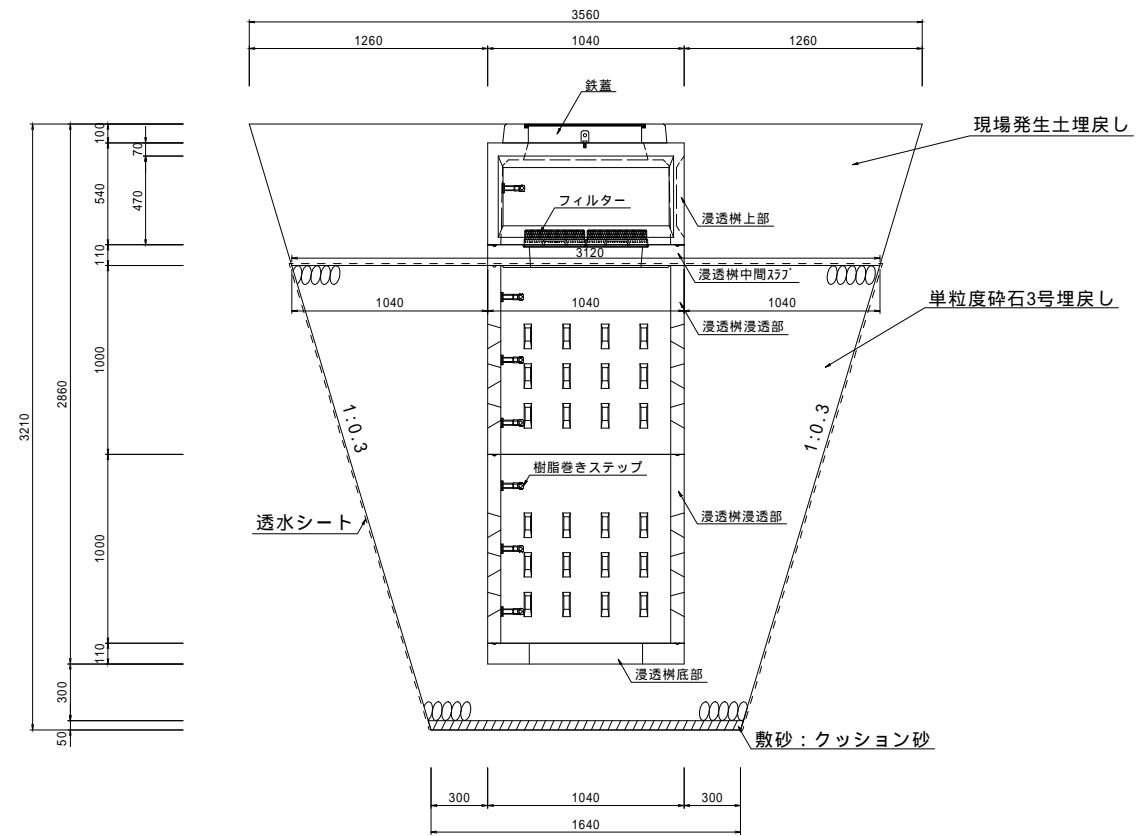 3560
1260
1040
1260
鉄蓋
現場発生土埋戻し
100
70
540
470
フィルター
浸透桝上部
110
3120
浸透桝中間スラブ
1040
1040
1040
浸透桝浸透部
単粒度砕石3号埋戻し
1000
2860
3210
1:0.3
1:0.3
樹脂巻きステップ
浸透桝浸透部
透水シート
1000
110
浸透桝底部
300
50
敷砂：クッション砂
300
1040
300
1640